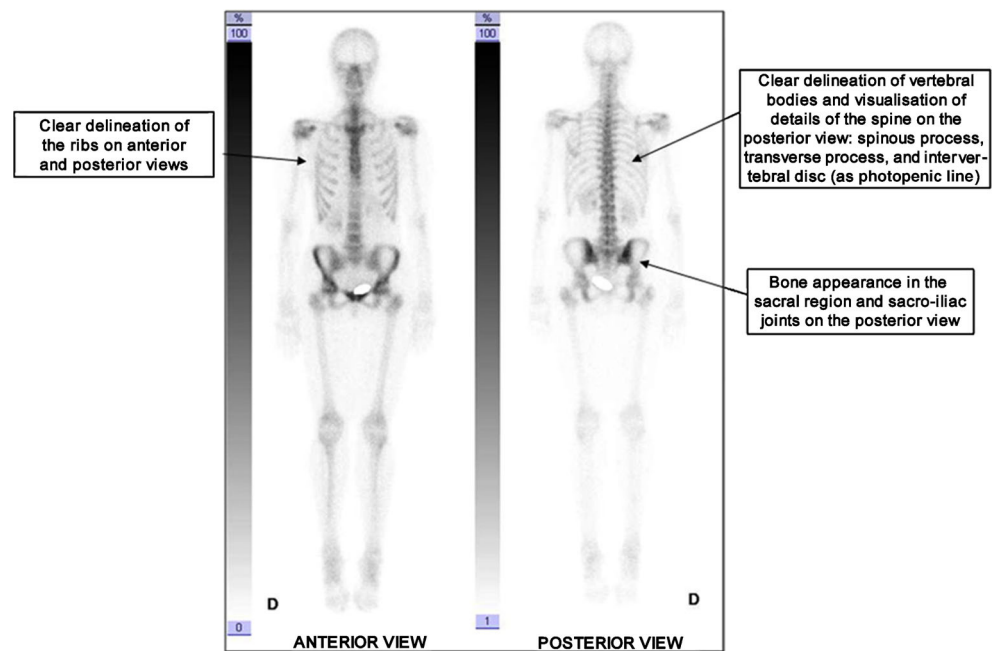 %
100
%
100
Clear delineation of
the ribs on anterior
and posterior views
Clear delineation of vertebral
bodies and visualisation of
details of the spine on the
posterior view: spinous process,
transverse process, and interver-
tebral disc (as photopenic line)
Bone appearance in the
sacral region and sacro-iliac
joints on the posterior view
D
D
0
1
ANTERIOR VIEW
POSTERIOR VIEW